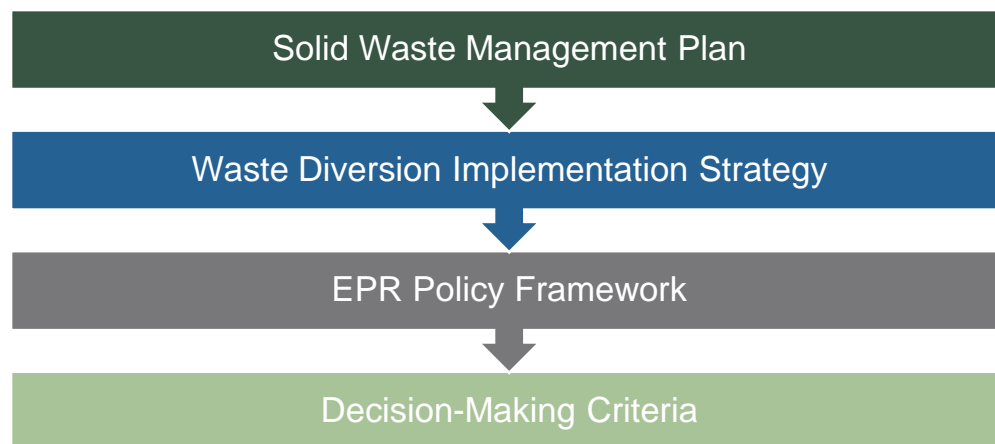 Solid Waste Management Plan
Waste Diversion Implementation Strategy
EPR Policy Framework
Decision-Making Criteria